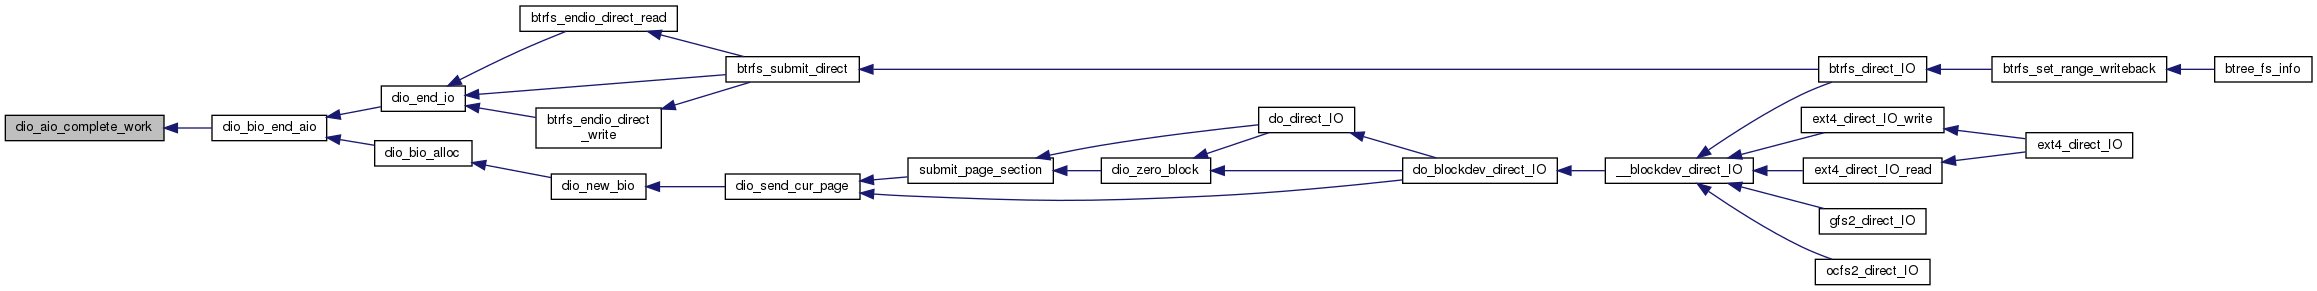 btrfs_endio_direct_read
btrfs_submit_direct
btrfs_direct_IO
btrfs_set_range_writeback
btree_fs_info
dio_end_io
dio_aio_complete_work
dio_bio_end_aio
btrfs_endio_direct
_write
do_direct_IO
ext4_direct_IO_write
ext4_direct_IO
dio_bio_alloc
submit_page_section
dio_zero_block
do_blockdev_direct_IO
__blockdev_direct_IO
ext4_direct_IO_read
dio_new_bio
dio_send_cur_page
gfs2_direct_IO
ocfs2_direct_IO